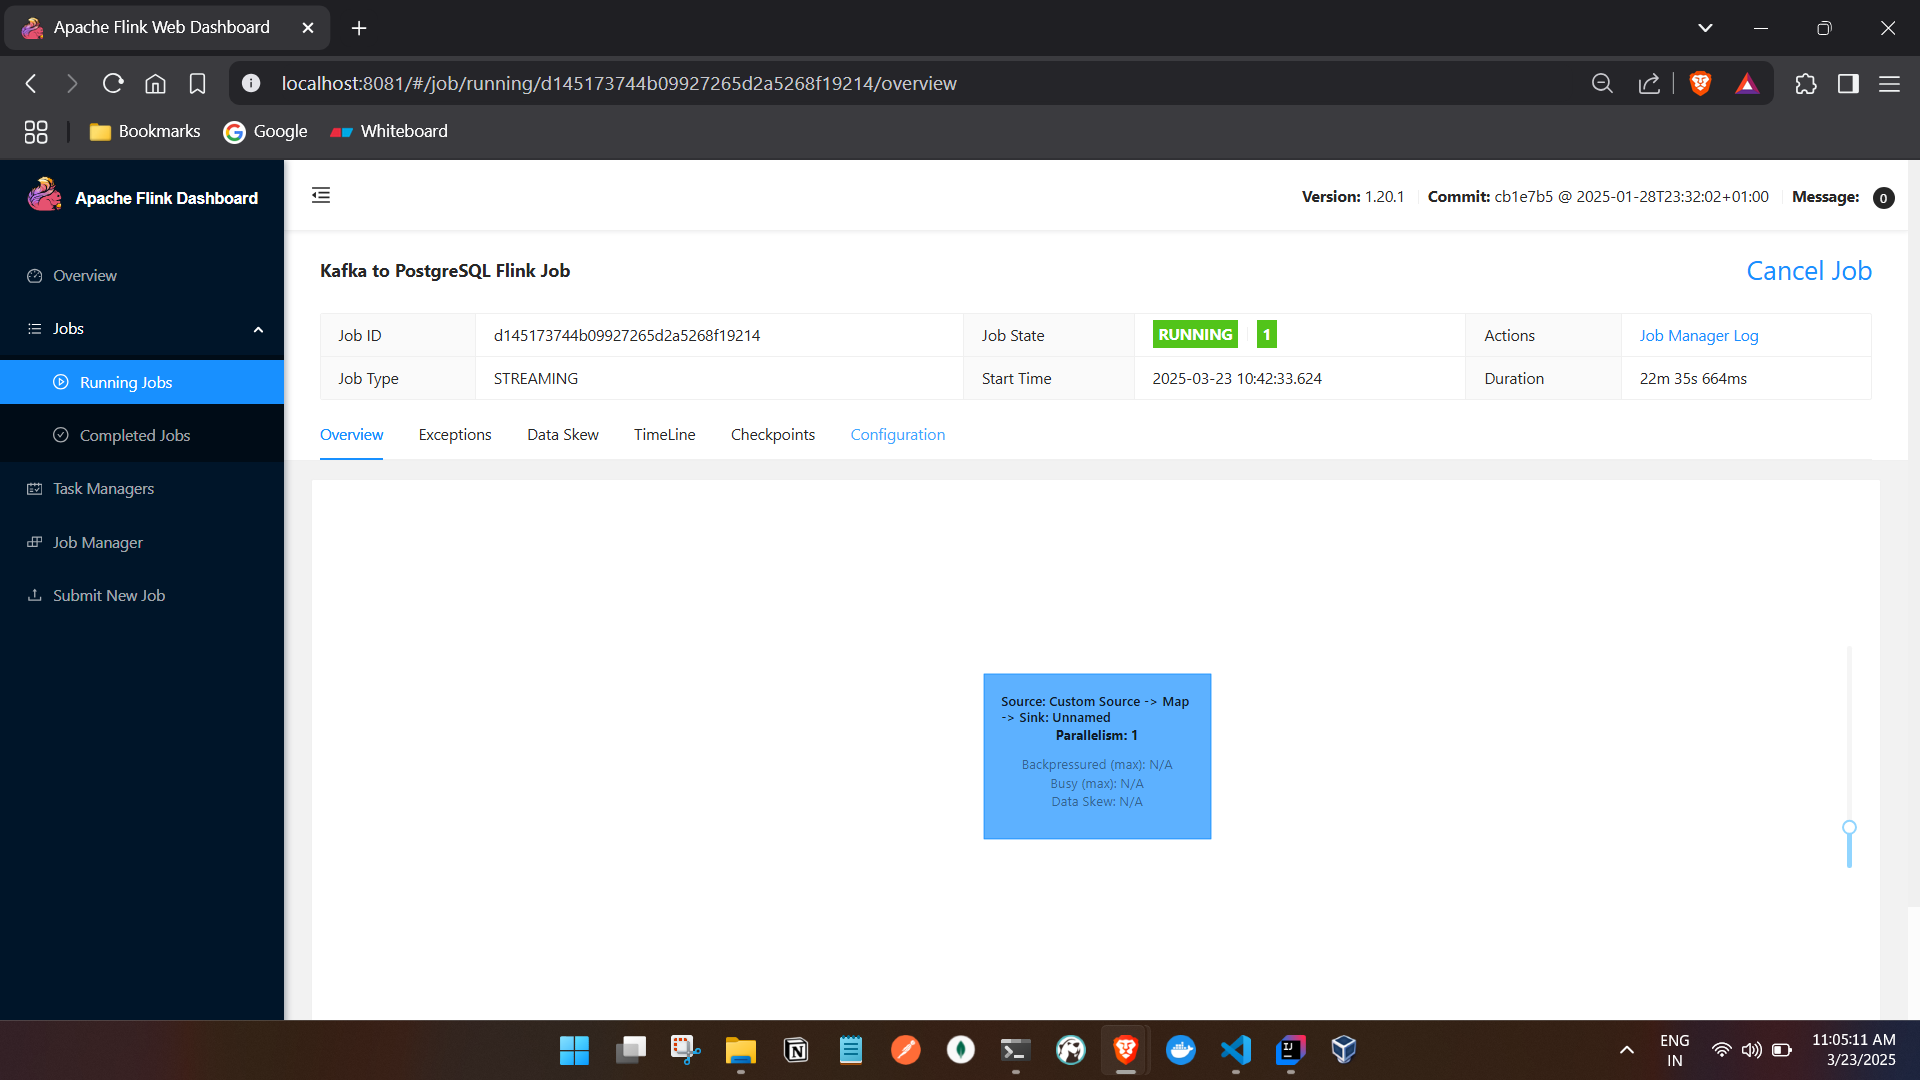 Apache Flink Web Dashboard
localhost:8081/#/job/running/d145173744b09927265d2a5268f19214/overview
Bookmarks
Google
Whiteboard
Apache Flink Dashboard
Version: 1.20.1
Commit: cb1e7b5 @ 2025-01-28T23:32:02+01:00
Message: 0
Overview
Jobs
Running Jobs
Completed Jobs
Task Managers
Job Manager
Submit New Job
Kafka to PostgreSQL Flink Job
Cancel Job
Job ID d145173744b09927265d2a5268f19214 Job State RUNNING 1 Actions Job Manager Log
Job Type STREAMING Start Time 2025-03-23 10:42:33.624 Duration 22m 35s 664ms
Overview Exceptions Data Skew TimeLine Checkpoints Configuration
Source: Custom Source -> Map
-> Sink: Unnamed
Parallelism: 1
Backpressured (max): N/A
Busy (max): N/A
Data Skew: N/A
ENG
IN
11:05:11 AM
3/23/2025